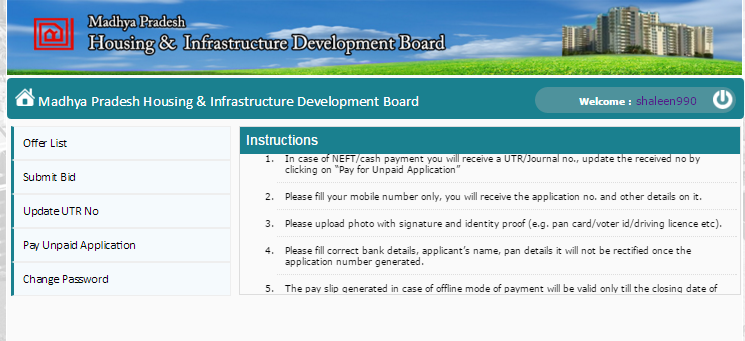 Madhya Pradesh
Housing & Infrastructure Development Board
Madhya Pradesh Housing & Infrastructure Development Board
Welcome : shaleen990
Offer List
Submit Bid
Update UTR No
Pay Unpaid Application
Change Password
Instructions
1. In case of NEFT/cash payment you will receive a UTR/Journal no., update the received no by
clicking on "Pay for Unpaid Application"
2. Please fill your mobile number only, you will receive the application no. and other details on it.
3. Please upload photo with signature and identity proof (e.g. pan card/voter id/driving licence etc).
4. Please fill correct bank details, applicant's name, pan details it will not be rectified once the
application number generated.
5. The pay slip generated in case of offline mode of payment will be valid only till the closing date of